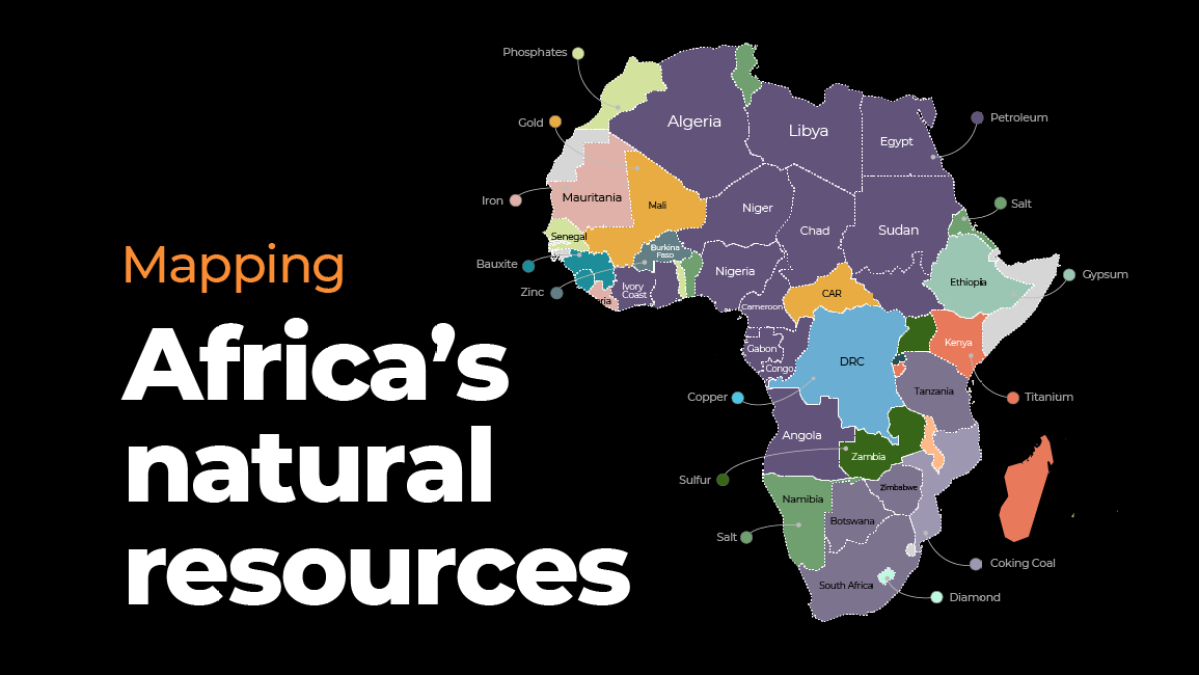 Mapping
Africa's
natural
resources
Phosphates
Gold
Iron
Bauxite
Zinc
Copper
Sulfur
Salt
Petroleum
Salt
Gypsum
Titanium
Coking Coal
Diamond
Algeria
Libya
Egypt
Mauritania
Mali
Niger
Chad
Sudan
Senegal
Burkina
Faso
Nigeria
Ivory
Coast
eria
Cameroon
CAR
Ethiopia
Gabon
Congo
DRC
Kenya
Tanzania
Angola
Zambia
Zimbabwe
Namibia
Botswana
South Africa